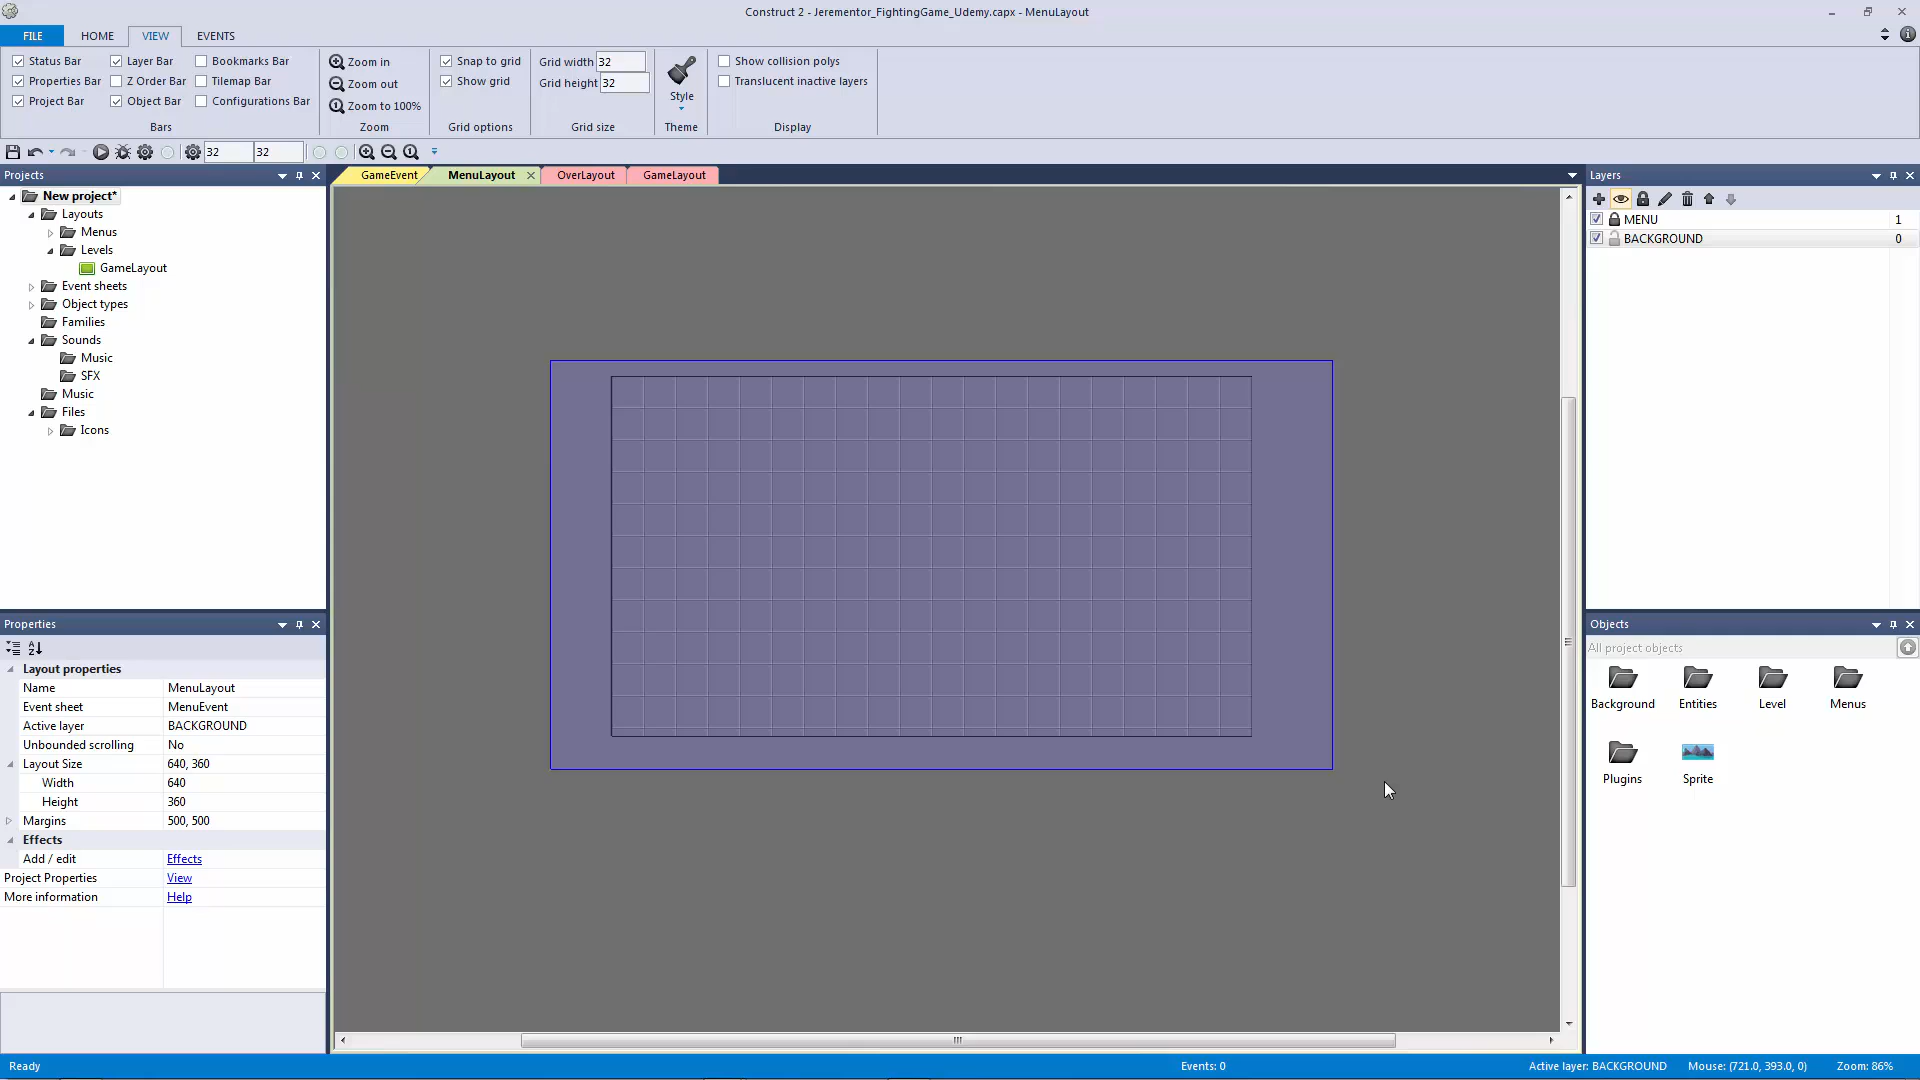 Construct 2 - Jerementor_FightingGame_Udemy.capx - MenuLayout
FILE HOME VIEW EVENTS
Status Bar Layer Bar Bookmarks Bar Zoom in Snap to grid Grid width 32 Show collision polys
Properties Bar Z Order Bar Tilemap Bar Zoom out Show grid Grid height 32 Translucent inactive layers
Project Bar Object Bar Configurations Bar Zoom to 100% Style
Bars Zoom Grid options Grid size Theme Display
32 32
Projects
New project*
Layouts
Menus
Levels
GameLayout
Event sheets
Object types
Families
Sounds
Music
SFX
Music
Files
Icons
GameEvent MenuLayout OverLayout GameLayout
Layers
MENU 1
BACKGROUND 0
Properties
Layout properties
Name MenuLayout
Event sheet MenuEvent
Active layer BACKGROUND
Unbounded scrolling No
Layout Size 640, 360
Width 640
Height 360
Margins 500, 500
Effects
Add / edit Effects
Project Properties View
More information Help
Objects
All project objects
Background Entities Level Menus
Plugins Sprite
Ready Events: 0 Active layer: BACKGROUND Mouse: (721.0, 393.0, 0) Zoom: 86%